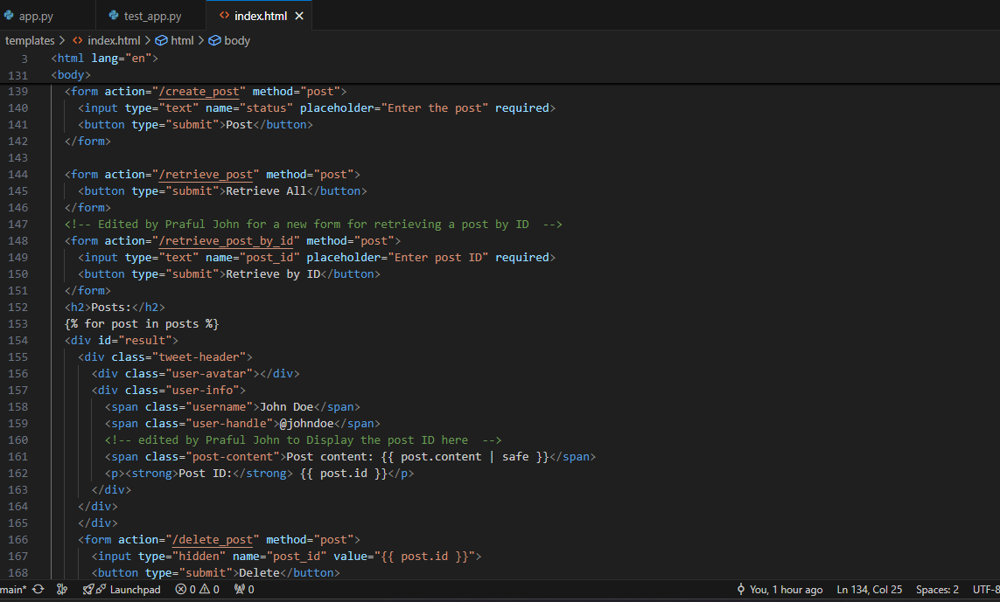 app.py test_app.py index.html
templates > index.html > html > body
3 <html lang="en">
131 <body>
139 <form action="/create_post" method="post">
140 <input type="text" name="status" placeholder="Enter the post" required>
141 <button type="submit">Post</button>
142 </form>
143
144 <form action="/retrieve_post" method="post">
145 <button type="submit">Retrieve All</button>
146 </form>
147 <!-- Edited by Praful John for a new form for retrieving a post by ID  -->
148 <form action="/retrieve_post_by_id" method="post">
149 <input type="text" name="post_id" placeholder="Enter post ID" required>
150 <button type="submit">Retrieve by ID</button>
151 </form>
152 <h2>Posts:</h2>
153 {% for post in posts %}
154 <div id="result">
155 <div class="tweet-header">
156 <div class="user-avatar"></div>
157 <div class="user-info">
158 <span class="username">John Doe</span>
159 <span class="user-handle">@johndoe</span>
160 <!-- edited by Praful John to Display the post ID here  -->
161 <span class="post-content">Post content: {{ post.content | safe }}</span>
162 <p><strong>Post ID:</strong> {{ post.id }}</p>
163 </div>
164 </div>
165 </div>
166 <form action="/delete_post" method="post">
167 <input type="hidden" name="post_id" value="{{ post.id }}">
168 <button type="submit">Delete</button>
main* Launchpad 0 0 0 You, 1 hour ago Ln 134, Col 25 Spaces: 2 UTF-8